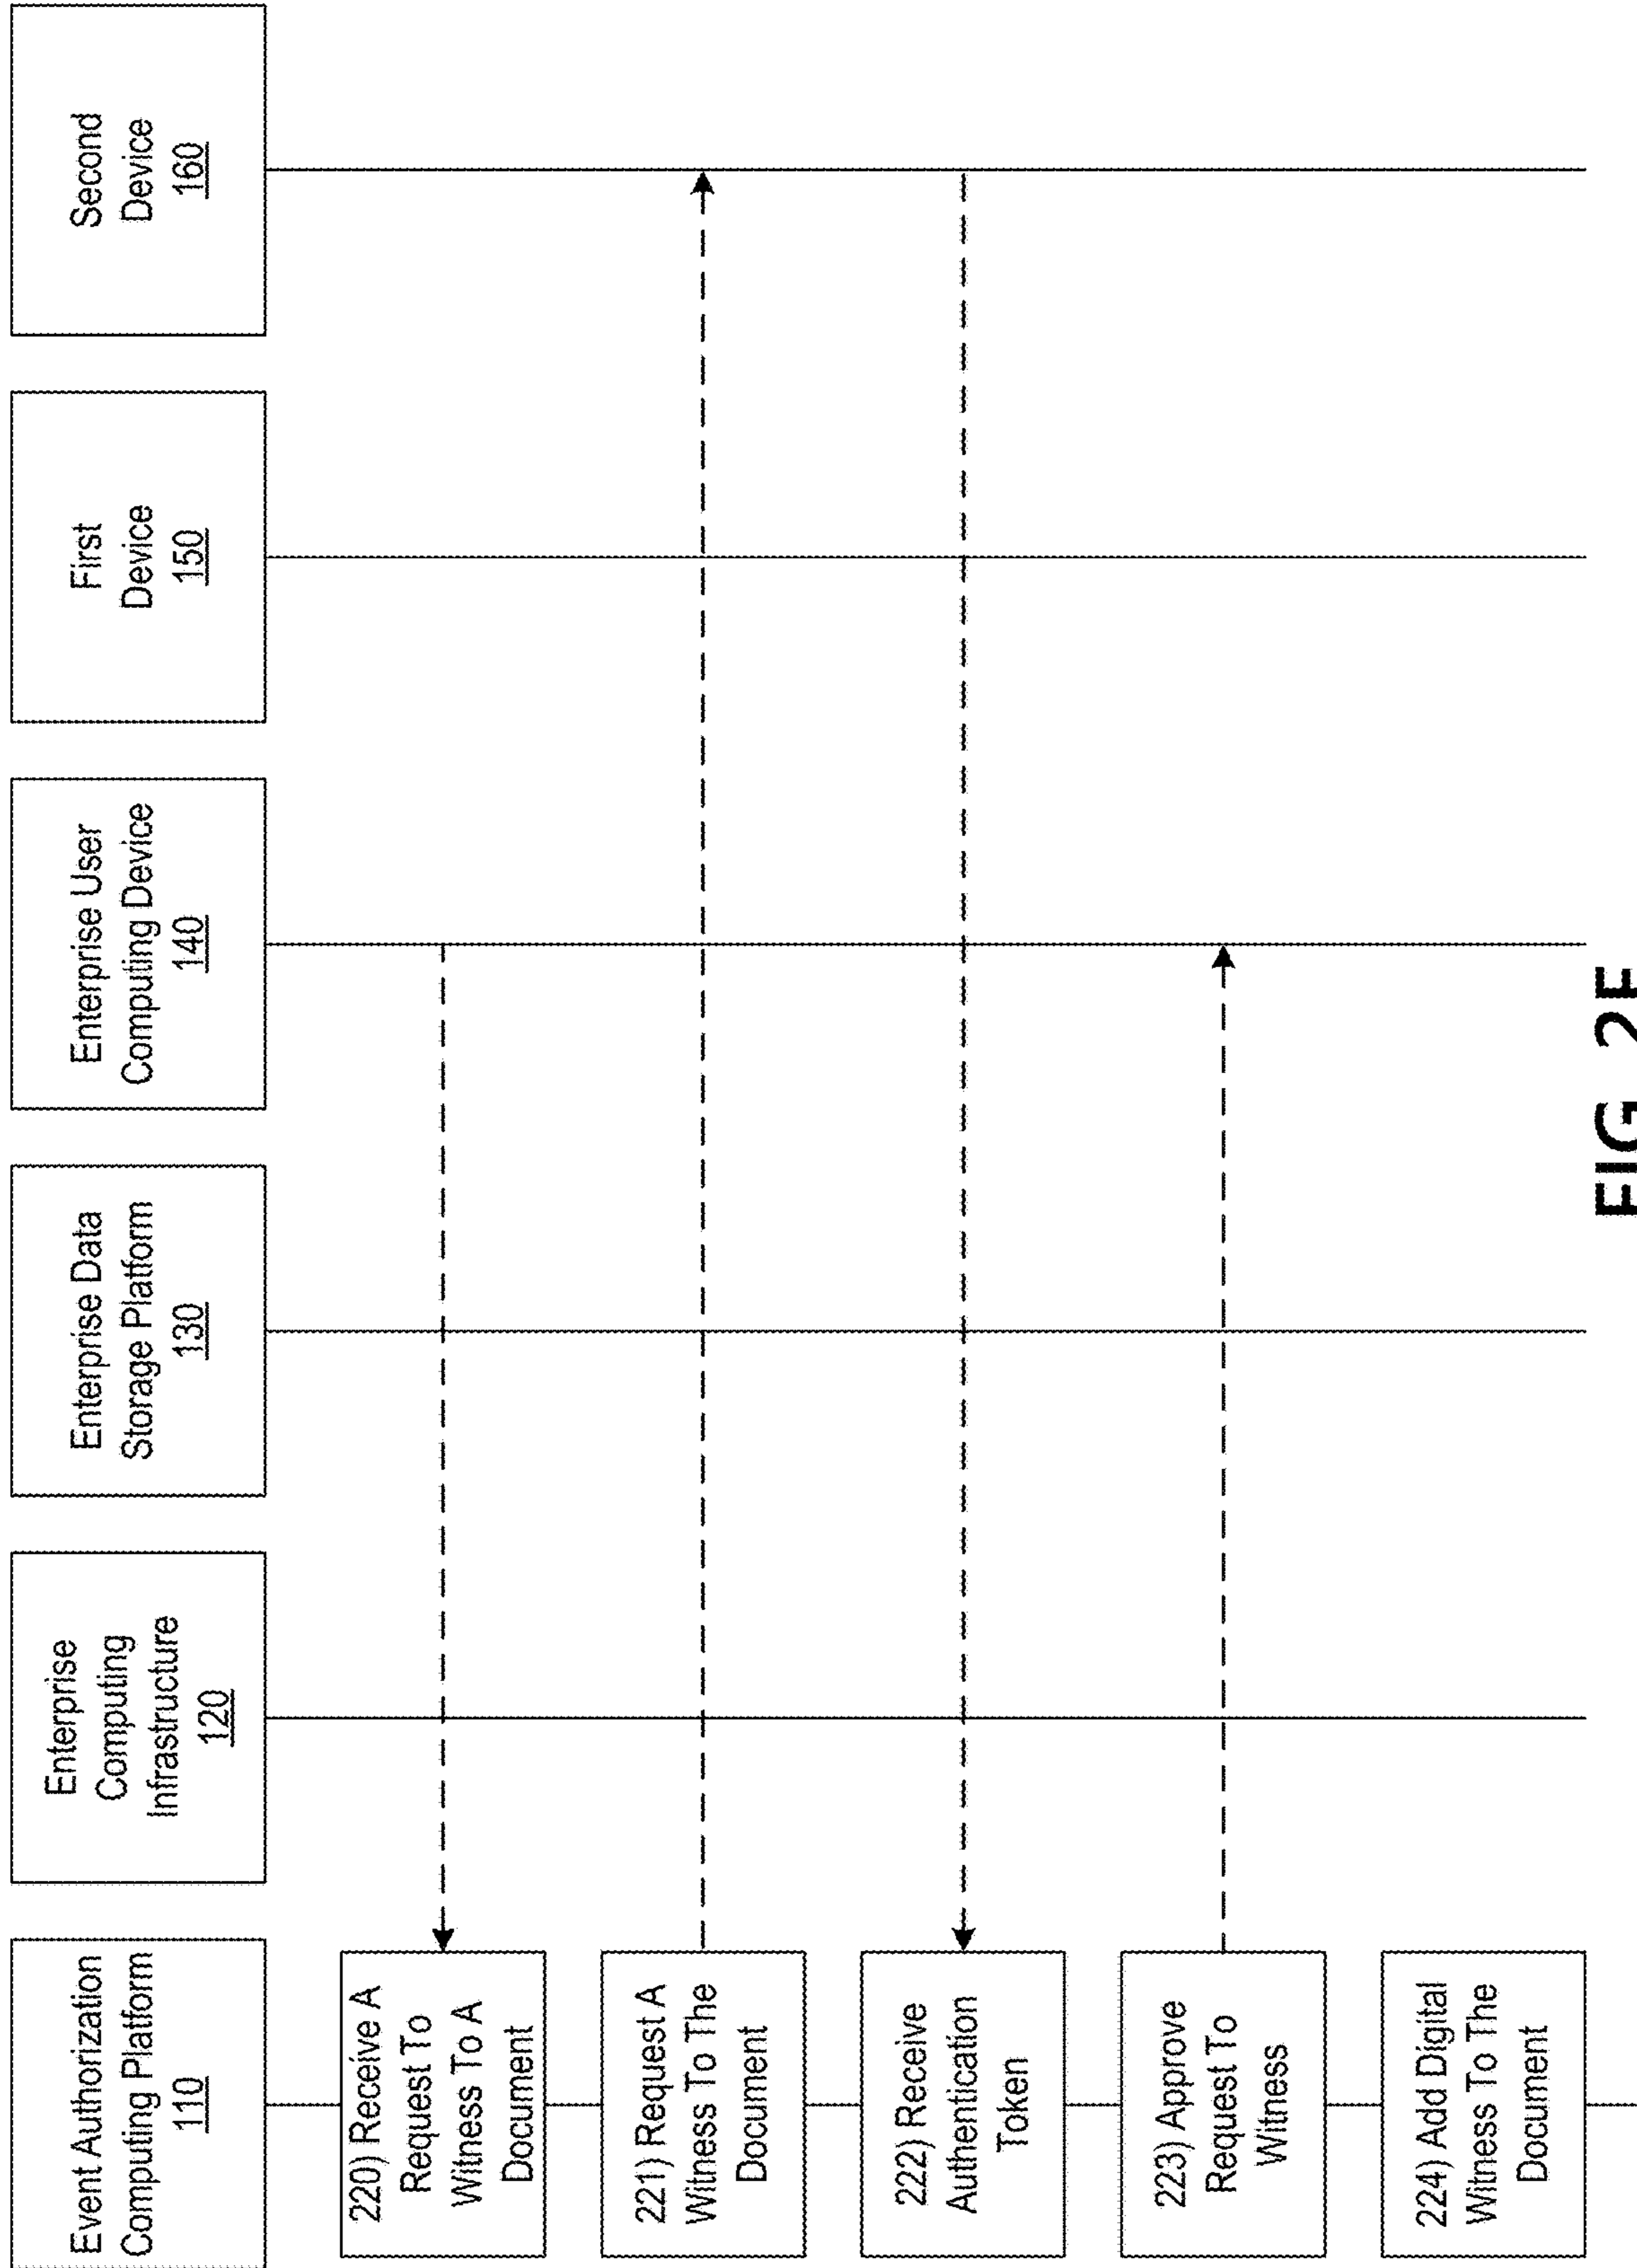 Event Authorization
Computing Platform
110
Enterprise
Computing
Infrastructure
120
Enterprise Data
Storage Platform
130
Enterprise User
Computing Device
140
First
Device
150
Second
Device
160
220) Receive A
Request To
Witness To A
Document
221) Request A
Witness To The
Document
222) Receive
Authentication
Token
223) Approve
Request To
Witness
224) Add Digital
Witness To The
Document
FIG